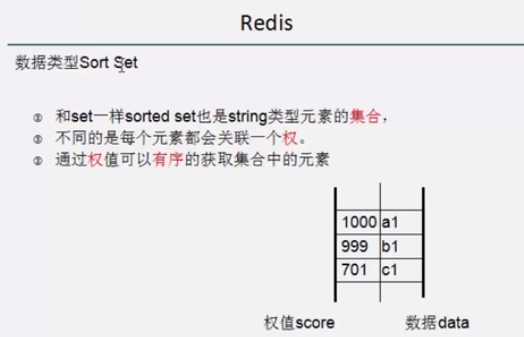 Redis
数据类型Sort Set
① 和set一样sorted set也是string类型元素的集合，
② 不同的是每个元素都会关联一个权。
③ 通过权值可以有序的获取集合中的元素
1000 a1
999 b1
701 c1
权值score 数据data